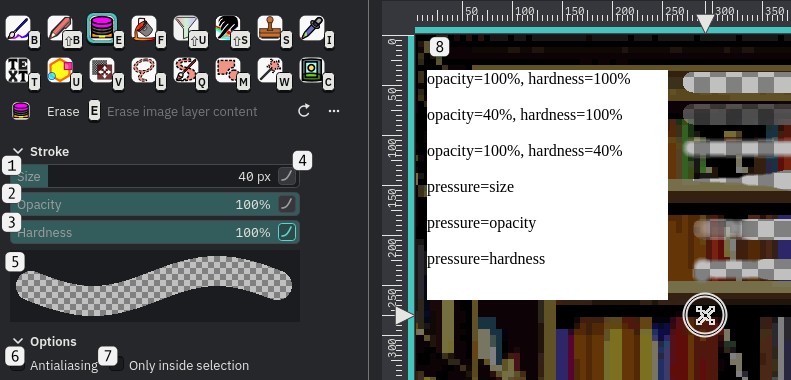 B ⇧B E F ⇧U ⇧S S I
TEXT T U V L Q M W C
Erase E Erase image layer content
Stroke
1 Size 40 px 4
2 Opacity 100%
3 Hardness 100%
5
Options
6 Antialiasing 7 Only inside selection
50 100 150 200 250 300 350
0 50 100 150 200 250 300
8
opacity=100%, hardness=100%
opacity=40%, hardness=100%
opacity=100%, hardness=40%
pressure=size
pressure=opacity
pressure=hardness